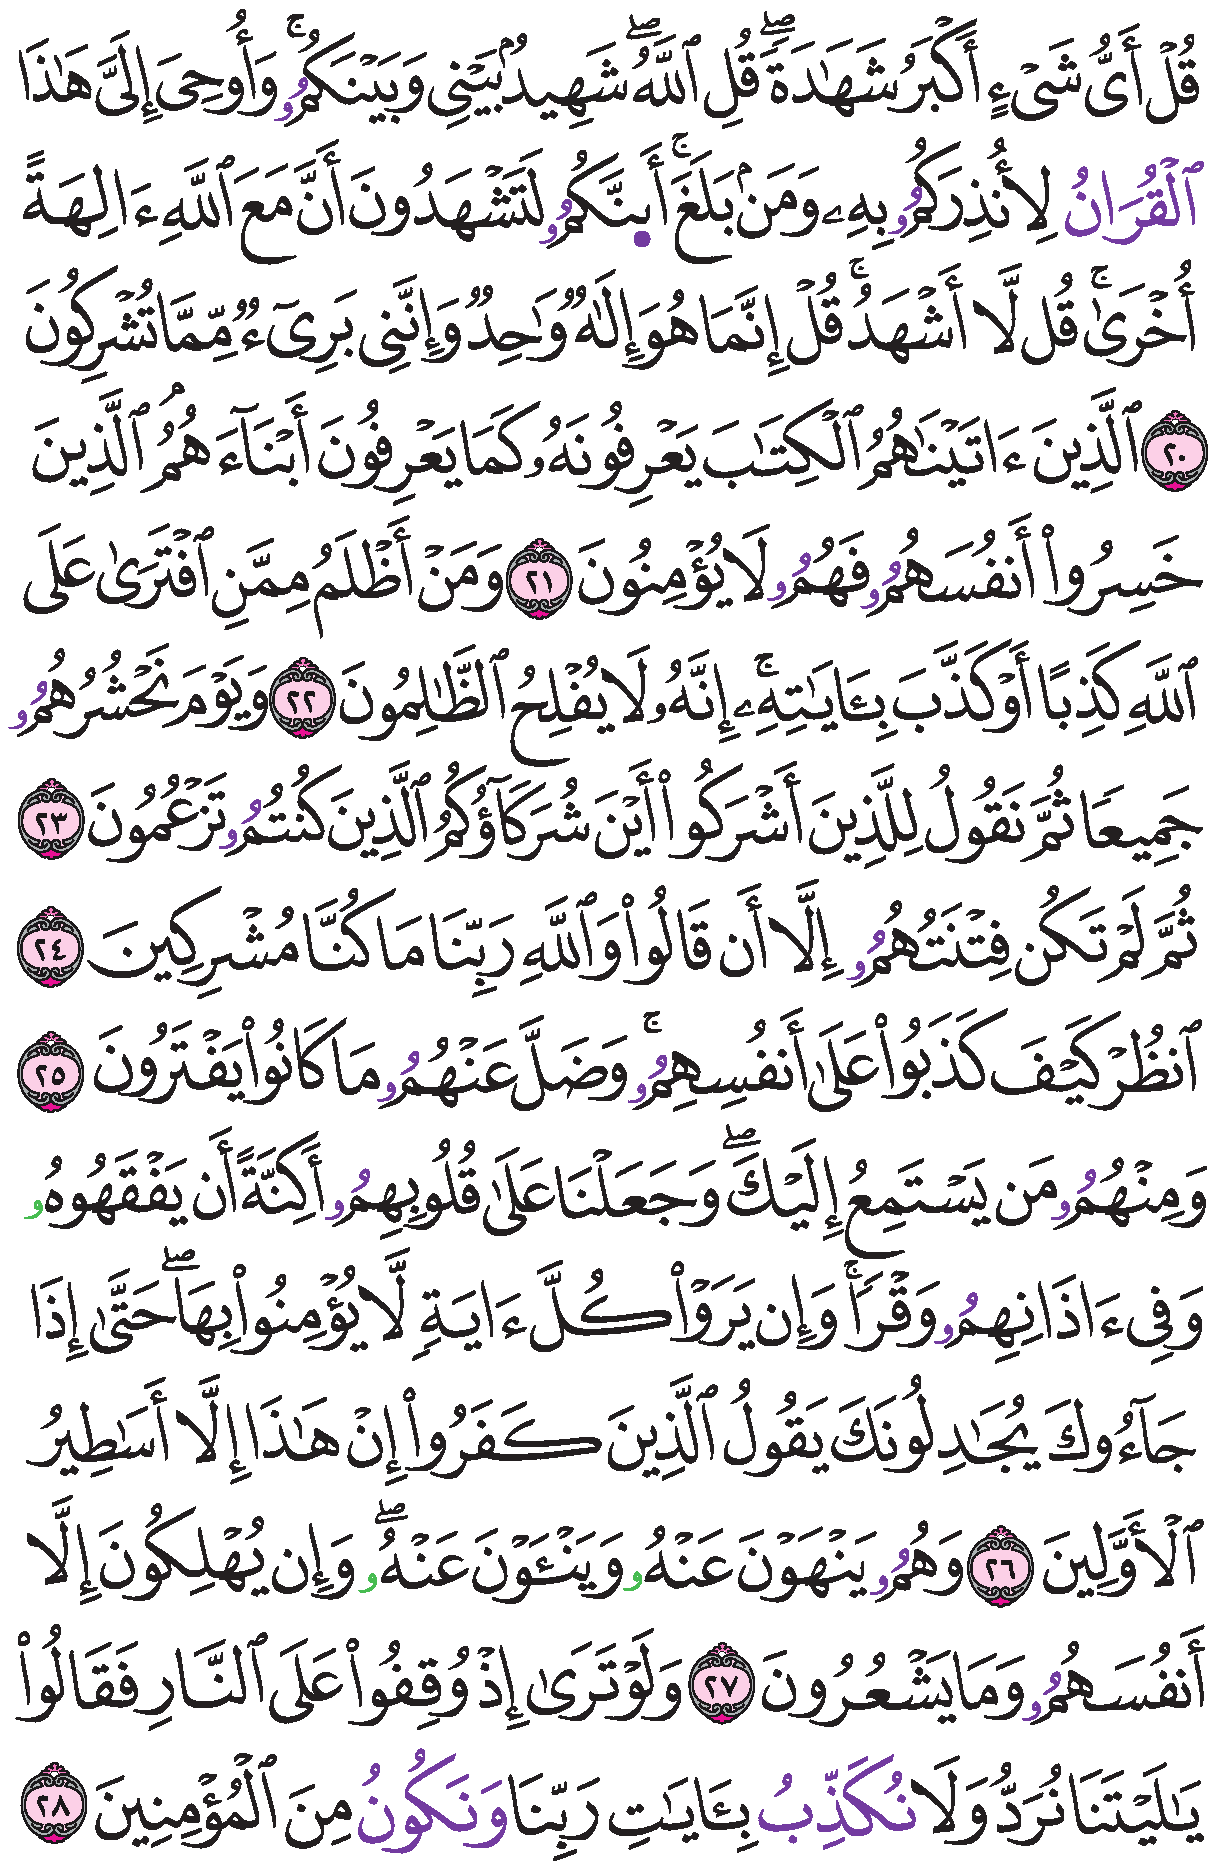 قُلۡ أَيُّ شَيۡءٍ أَكۡبَرُ شَهَٰدَةٗۖ قُلِ ٱللَّهُۖ شَهِيدُۢ بَيۡنِي وَبَيۡنَكُمُۥۚ وَأُوحِيَ إِلَيَّ هَٰذَا
ٱلۡقُرَانُ لِأُنذِرَكُمُۥ بِهِۦ وَمَنۢ بَلَغَۚ أَىِٕنَّكُمُۥ لَتَشۡهَدُونَ أَنَّ مَعَ ٱللَّهِ ءَالِهَةً
أُخۡرَىٰۚ قُل لَّا أَشۡهَدُۚ قُلۡ إِنَّمَا هُوَ إِلَٰهٞ وَٰحِدٞ وَإِنَّنِي بَرِيٓءٞ مِّمَّا تُشۡرِكُونَ
٢٠ ٱلَّذِينَ ءَاتَيۡنَٰهُمُ ٱلۡكِتَٰبَ يَعۡرِفُونَهُۥ كَمَا يَعۡرِفُونَ أَبۡنَآءَهُمُۘ ٱلَّذِينَ
خَسِرُواْ أَنفُسَهُمُۥ فَهُمُۥ لَا يُؤۡمِنُونَ ٢١ وَمَنۡ أَظۡلَمُ مِمَّنِ ٱفۡتَرَىٰ عَلَى
ٱللَّهِ كَذِبًا أَوۡ كَذَّبَ بِـَٔايَٰتِهِۦۚ إِنَّهُۥ لَا يُفۡلِحُ ٱلظَّٰلِمُونَ ٢٢ وَيَوۡمَ نَحۡشُرُهُمُۥ
جَمِيعٗا ثُمَّ نَقُولُ لِلَّذِينَ أَشۡرَكُواْ أَيۡنَ شُرَكَآؤُكُمُ ٱلَّذِينَ كُنتُمُۥ تَزۡعُمُونَ ٢٣
ثُمَّ لَمۡ تَكُن فِتۡنَتُهُمُۥ إِلَّا أَن قَالُواْ وَٱللَّهِ رَبِّنَا مَا كُنَّا مُشۡرِكِينَ ٢٤
ٱنظُرۡ كَيۡفَ كَذَبُواْ عَلَىٰ أَنفُسِهِمُۥۚ وَضَلَّ عَنۡهُمُۥ مَا كَانُواْ يَفۡتَرُونَ ٢٥
وَمِنۡهُمُۥ مَن يَسۡتَمِعُ إِلَيۡكَۖ وَجَعَلۡنَا عَلَىٰ قُلُوبِهِمُۥ أَكِنَّةً أَن يَفۡقَهُوهُۥ
وَفِي ءَاذَانِهِمُۥ وَقۡرٗاۚ وَإِن يَرَوۡاْ كُلَّ ءَايَةٖ لَّا يُؤۡمِنُواْ بِهَاۖ حَتَّىٰ إِذَا
جَآءُوكَ يُجَٰدِلُونَكَ يَقُولُ ٱلَّذِينَ كَفَرُواْ إِنۡ هَٰذَا إِلَّا أَسَٰطِيرُ
ٱلۡأَوَّلِينَ ٢٦ وَهُمُۥ يَنۡهَوۡنَ عَنۡهُۥ وَيَنۡـَٔوۡنَ عَنۡهُۥۖ وَإِن يُهۡلِكُونَ إِلَّا
أَنفُسَهُمُۥ وَمَا يَشۡعُرُونَ ٢٧ وَلَوۡ تَرَىٰ إِذۡ وُقِفُواْ عَلَى ٱلنَّارِ فَقَالُواْ
يَٰلَيۡتَنَا نُرَدُّ وَلَا نُكَذِّبُ بِـَٔايَٰتِ رَبِّنَا وَنَكُونُ مِنَ ٱلۡمُؤۡمِنِينَ ٢٨